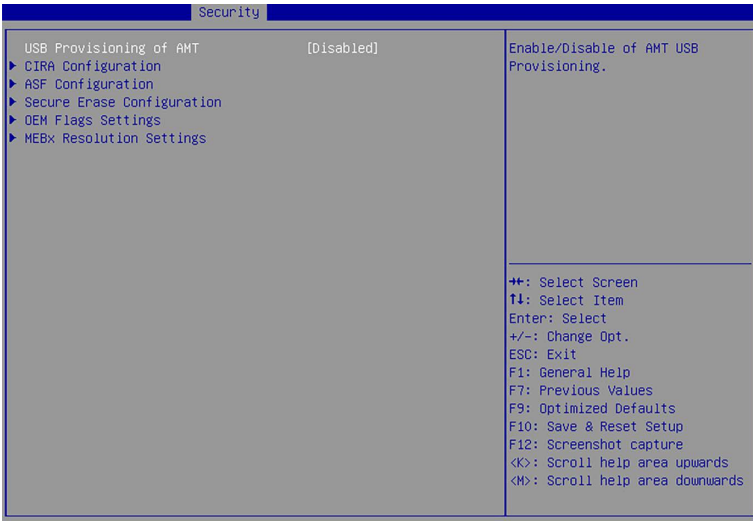 Security
USB Provisioning of AMT [Disabled]
CIRA Configuration
ASF Configuration
Secure Erase Configuration
OEM Flags Settings
MEBx Resolution Settings
Enable/Disable of AMT USB
Provisioning.
→←: Select Screen
↑↓: Select Item
Enter: Select
+/-: Change Opt.
ESC: Exit
F1: General Help
F7: Previous Values
F9: Optimized Defaults
F10: Save & Reset Setup
F12: Screenshot capture
<K>: Scroll help area upwards
<M>: Scroll help area downwards